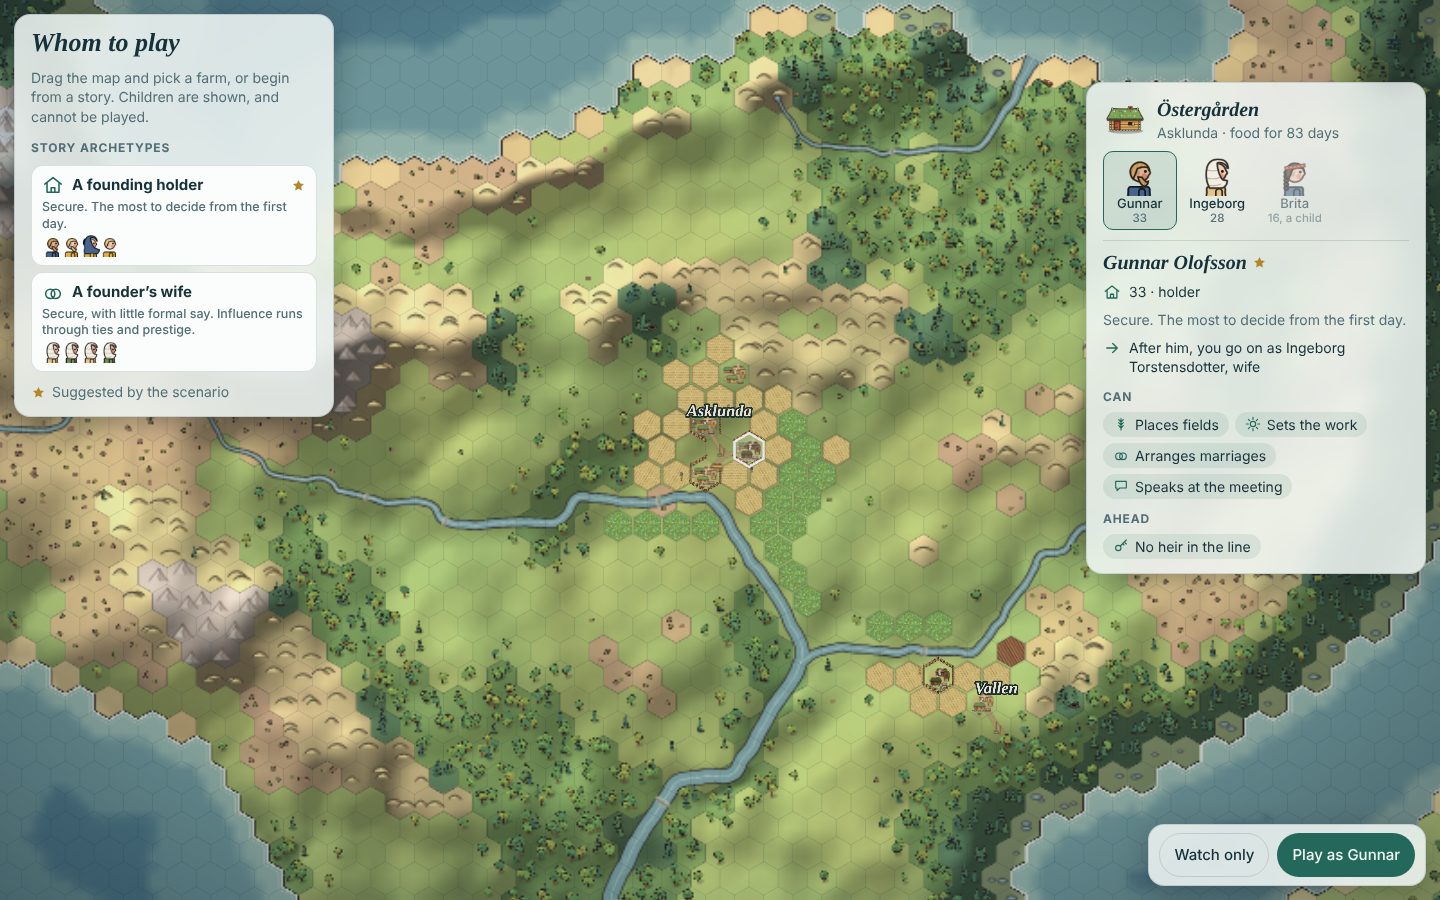 Whom to play
Drag the map and pick a farm, or begin
from a story. Children are shown, and
cannot be played.
STORY ARCHETYPES
A founding holder
Secure. The most to decide from the first
day.
A founder’s wife
Secure, with little formal say. Influence runs
through ties and prestige.
Suggested by the scenario
Asklunda
Vallen
Östergården
Asklunda · food for 83 days
Gunnar
33
Ingeborg
28
Brita
16, a child
Gunnar Olofsson
33 · holder
Secure. The most to decide from the first day.
After him, you go on as Ingeborg
Torstensdotter, wife
CAN
Places fields
Sets the work
Arranges marriages
Speaks at the meeting
AHEAD
No heir in the line
Watch only
Play as Gunnar